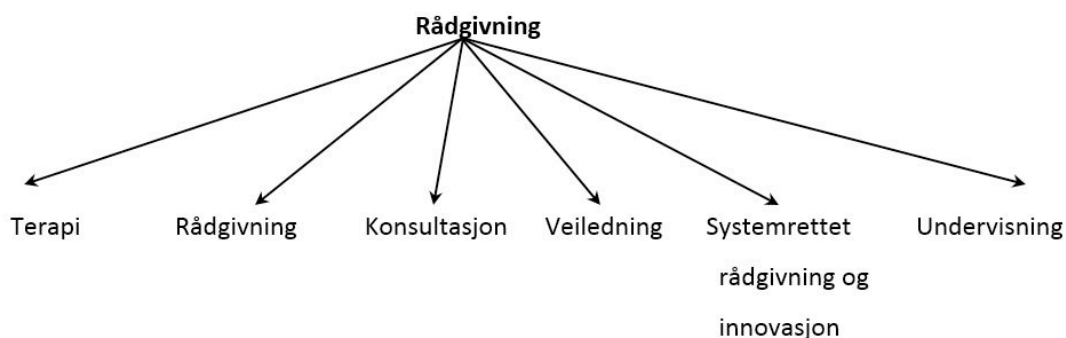 Rådgivning
Terapi Rådgivning Konsultasjon Veiledning Systemrettet Undervisning
rådgivning og
innovasjon